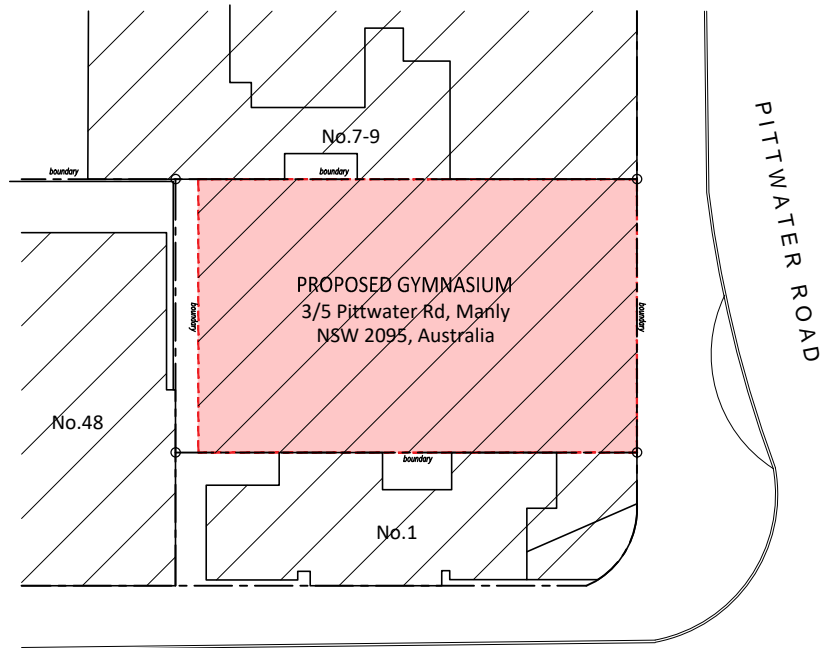 No.7-9
boundary
boundary
PITTWATER ROAD
PROPOSED GYMNASIUM
3/5 Pittwater Rd, Manly
NSW 2095, Australia
boundary
boundary
No.48
boundary
No.1